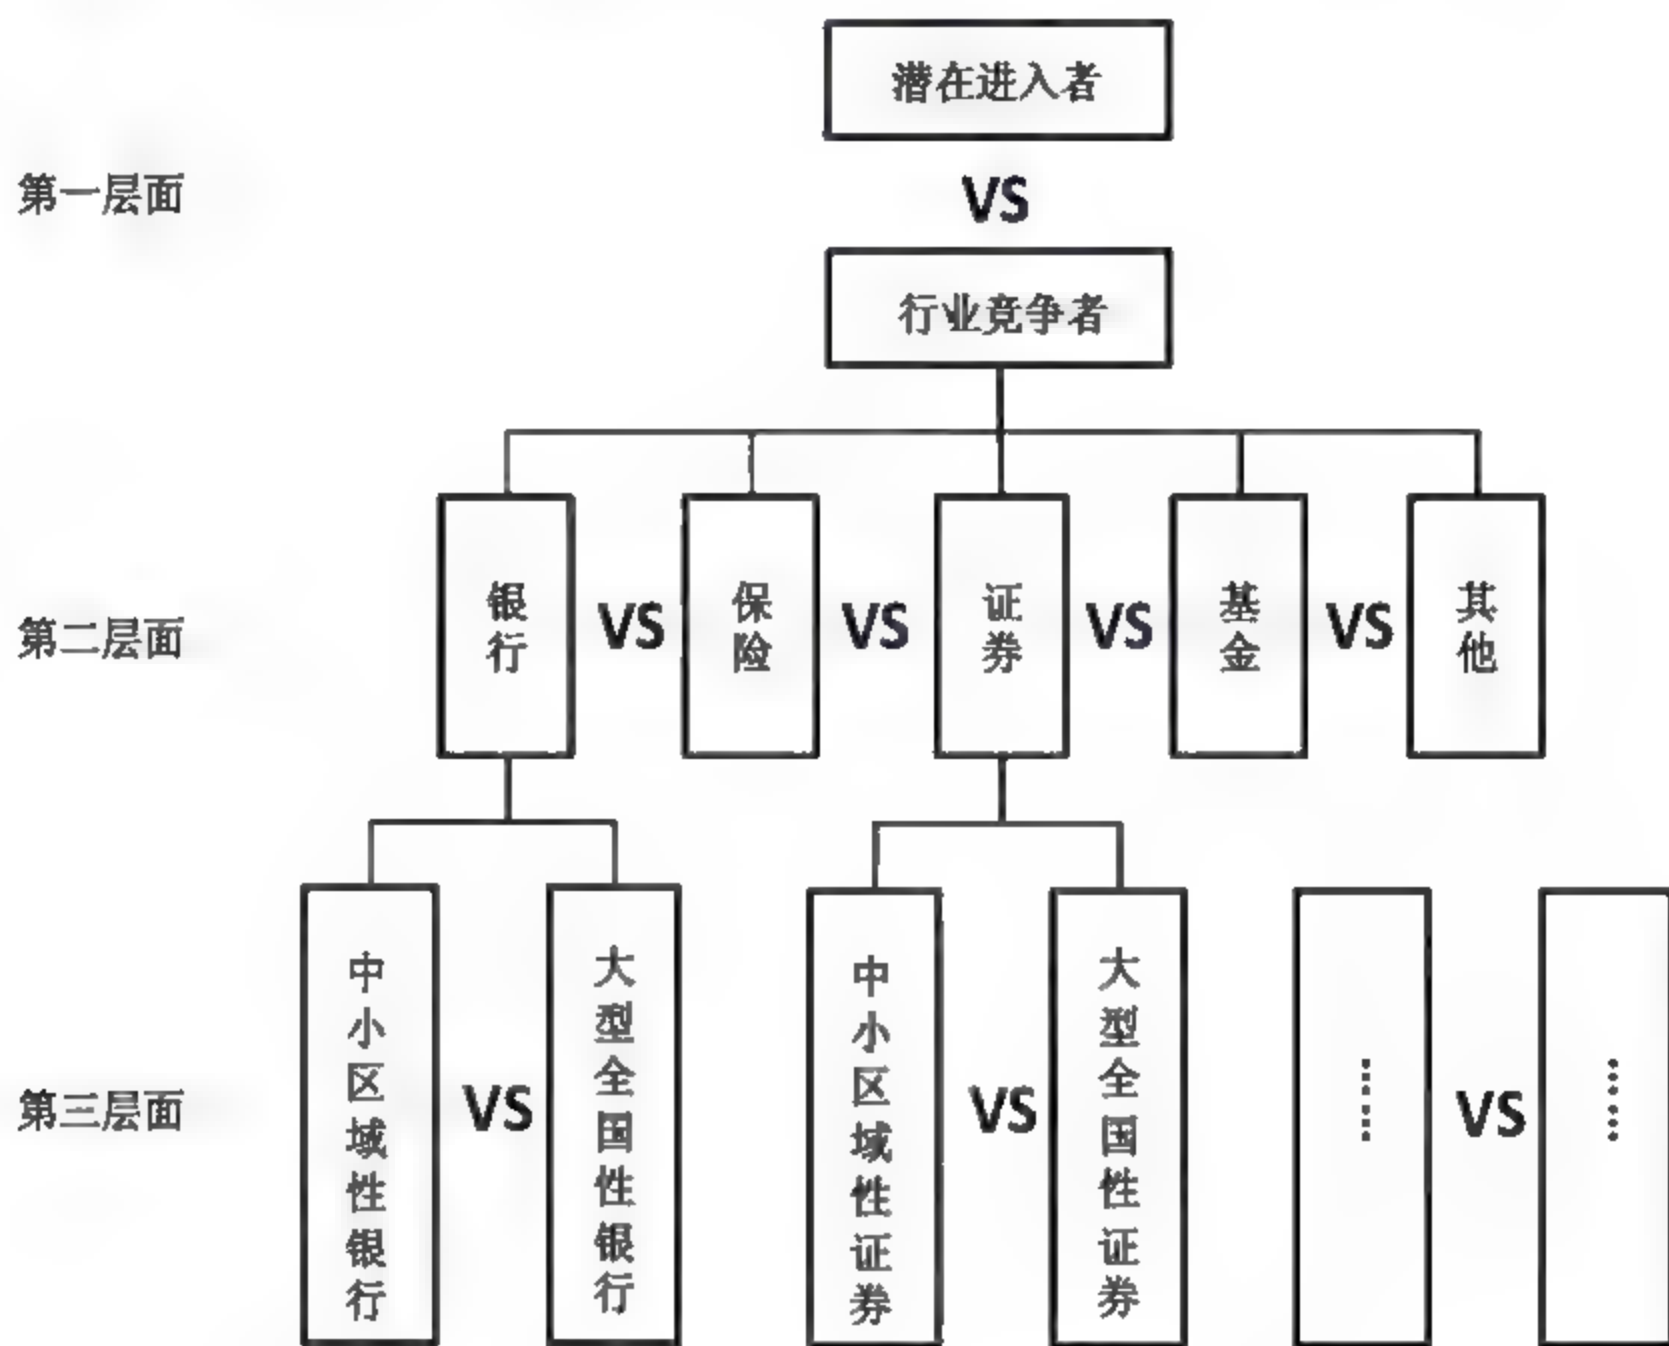 潜在进入者
第一层面
VS
行业竞争者
第二层面
银行
VS
保险
VS
证券
VS
基金
VS
其他
第三层面
中小区域性银行
VS
大型全国性银行
中小区域性证券
VS
大型全国性证券
……
VS
……